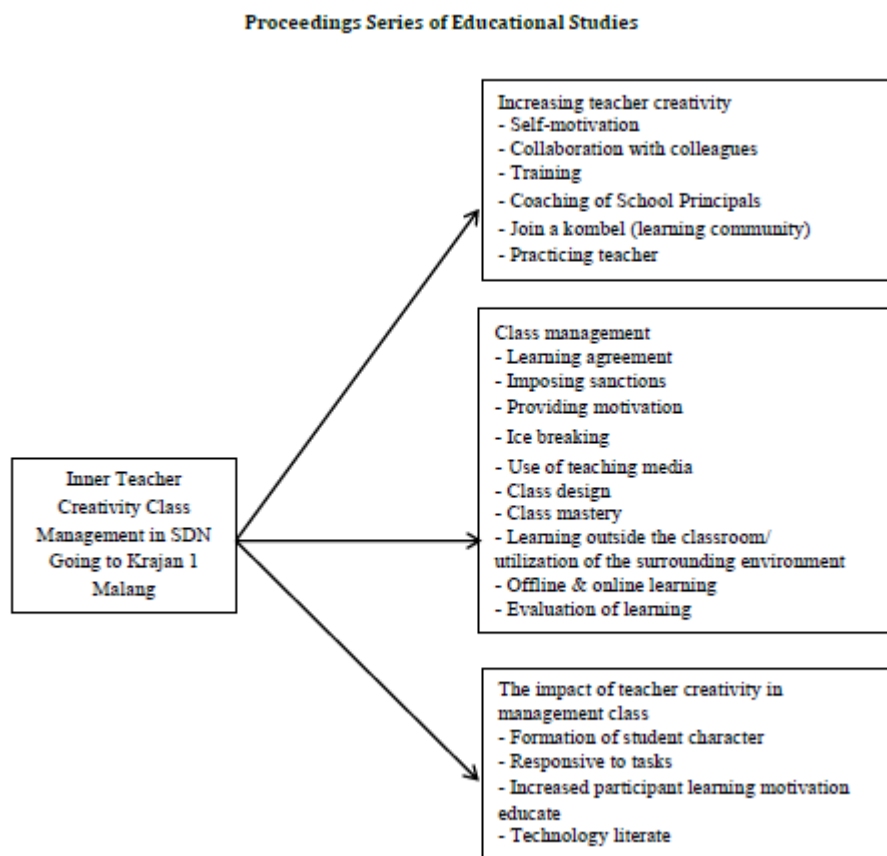 Proceedings Series of Educational Studies
Increasing teacher creativity
- Self-motivation
- Collaboration with colleagues
- Training
- Coaching of School Principals
- Join a kombel (learning community)
- Practicing teacher
Class management
- Learning agreement
- Imposing sanctions
- Providing motivation
- Ice breaking
- Use of teaching media
- Class design
- Class mastery
- Learning outside the classroom/
utilization of the surrounding environment
- Offline & online learning
- Evaluation of learning
Inner Teacher
Creativity Class
Management in SDN
Going to Krajan 1
Malang
The impact of teacher creativity in
management class
- Formation of student character
- Responsive to tasks
- Increased participant learning motivation
educate
- Technology literate